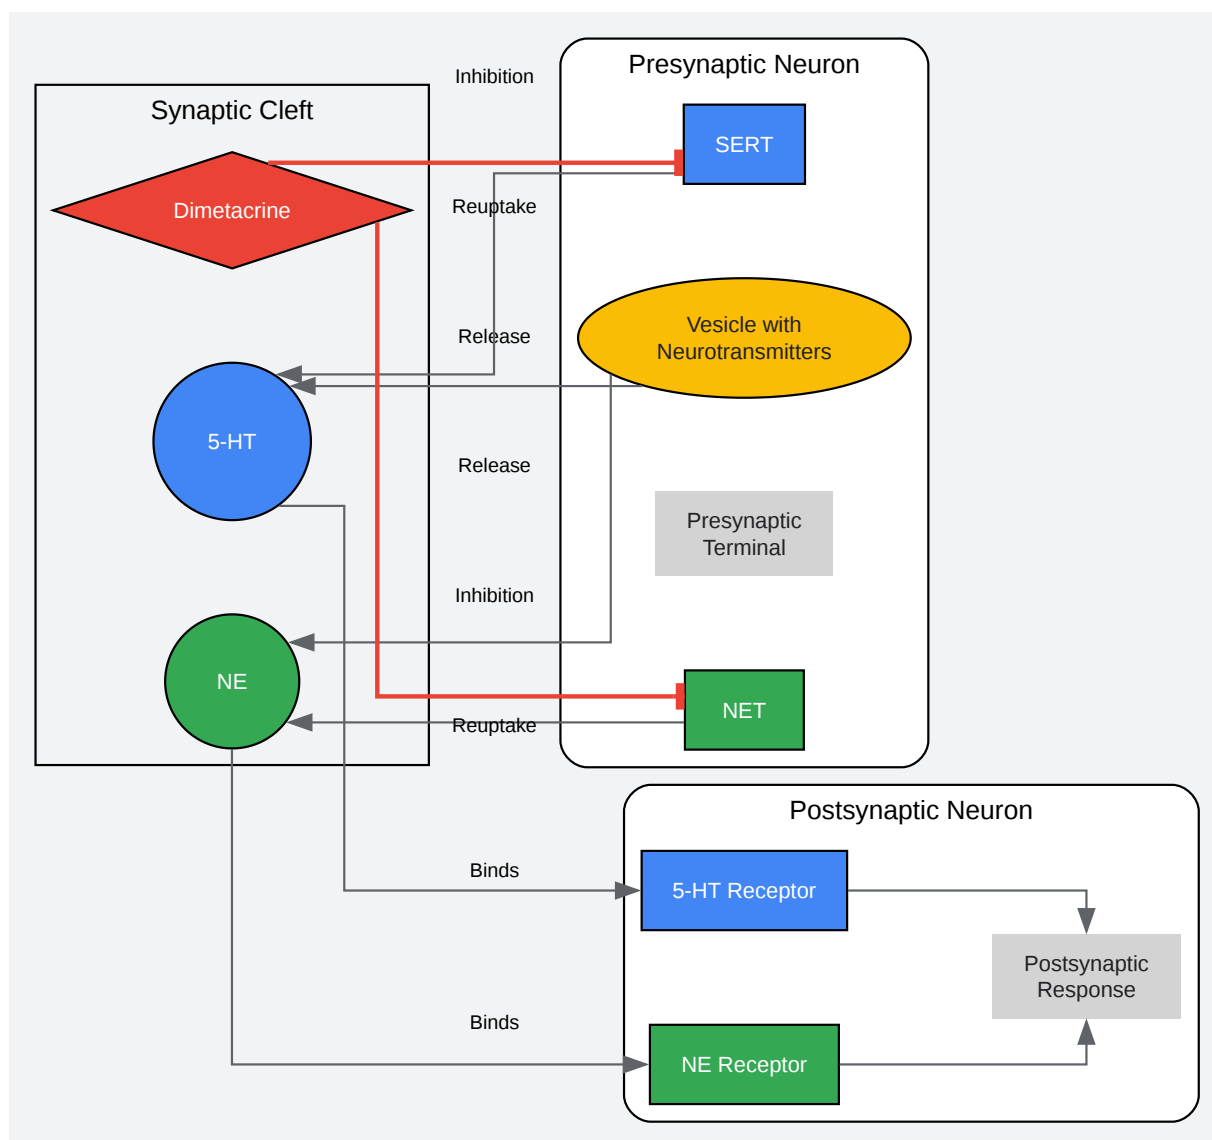 Inhibition
Presynaptic Neuron
Synaptic Cleft
SERT
Dimetacrine
Reuptake
Vesicle with
Neurotransmitters
Release
5-HT
Release
Presynaptic
Terminal
Inhibition
NE
NET
Reuptake
Postsynaptic Neuron
Binds
5-HT Receptor
Postsynaptic
Response
Binds
NE Receptor